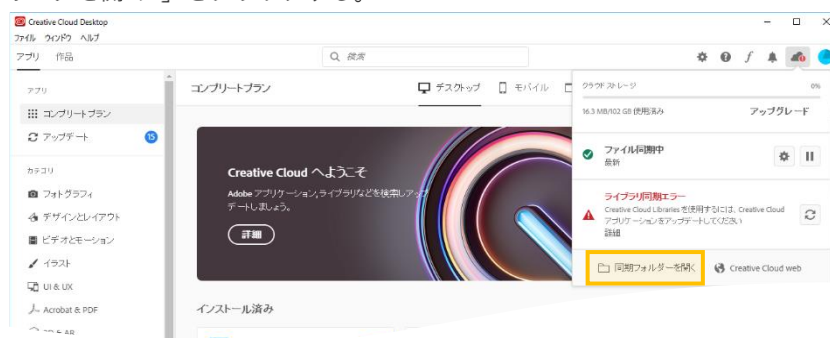 Creative Cloud Desktop
ファイル ウィンドウ ヘルプ
アプリ 作品
検索
アプリ
コンプリートプラン
アップデート 15
カテゴリ
フォトグラフィ
デザインとレイアウト
ビデオとモーション
イラスト
UI & UX
Acrobat & PDF
コンプリートプラン
デスクトップ モバイル
Creative Cloud へようこそ
Adobe アプリケーション,ライブラリなどを検索しアップ
デートしましょう。
詳細
インストール済み
クラウドストレージ 0%
16.3 MB/102 GB 使用済み アップグレード
ファイル同期中
最新
ライブラリ同期エラー
Creative Cloud Libraries を使用するには、Creative Cloud
アプリケーションをアップデートしてください
詳細
同期フォルダーを開く Creative Cloud web